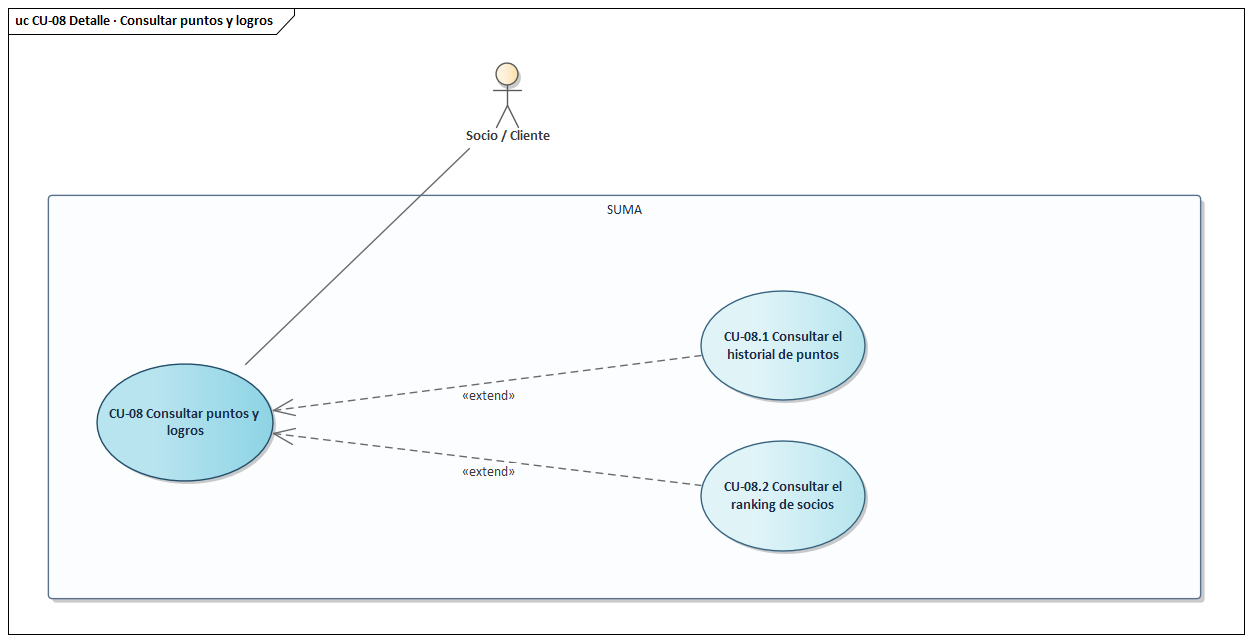 uc CU-08 Detalle · Consultar puntos y logros
Socio / Cliente
SUMA
CU-08.1 Consultar el
historial de puntos
«extend»
CU-08 Consultar puntos y
logros
«extend»
CU-08.2 Consultar el
ranking de socios